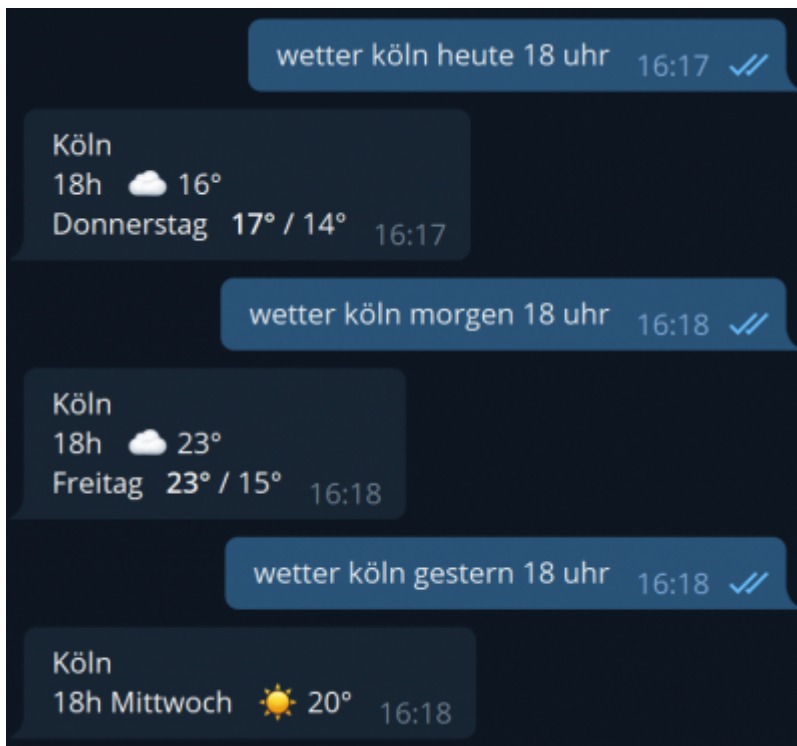 wetter köln heute 18 uhr 16:17
Köln
18h ☁️ 16°
Donnerstag 17° / 14° 16:17
wetter köln morgen 18 uhr 16:18
Köln
18h ☁️ 23°
Freitag 23° / 15° 16:18
wetter köln gestern 18 uhr 16:18
Köln
18h Mittwoch ☀️ 20° 16:18